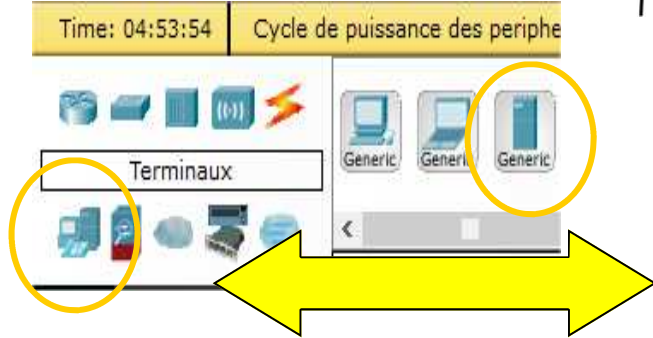 Time: 04:53:54 Cycle de puissance des periphe
Generic Generic Generic
Terminaux